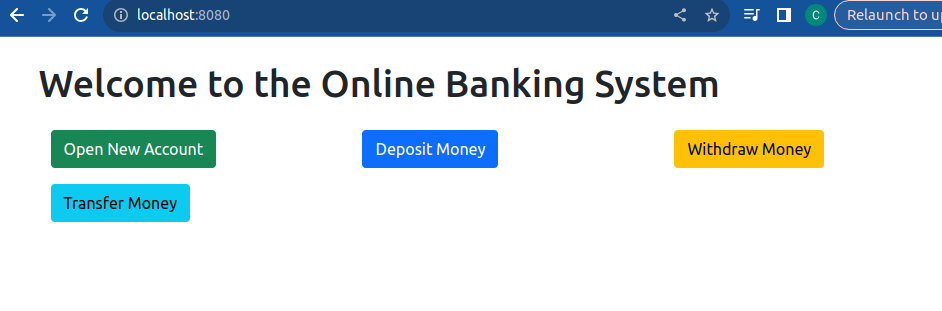 localhost:8080
C
Relaunch to
Welcome to the Online Banking System
Open New Account Deposit Money Withdraw Money
Transfer Money